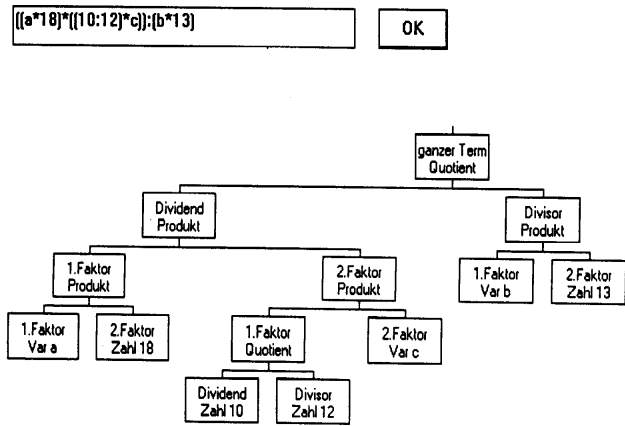 ((a*18)*((10:12)*c)):(b*13)
OK
ganzer Term
Quotient
Dividend
Produkt
Divisor
Produkt
1.Faktor
Produkt
2.Faktor
Produkt
1.Faktor
Var b
2.Faktor
Zahl 13
1.Faktor
Var a
2.Faktor
Zahl 18
1.Faktor
Quotient
2.Faktor
Var c
Dividend
Zahl 10
Divisor
Zahl 12